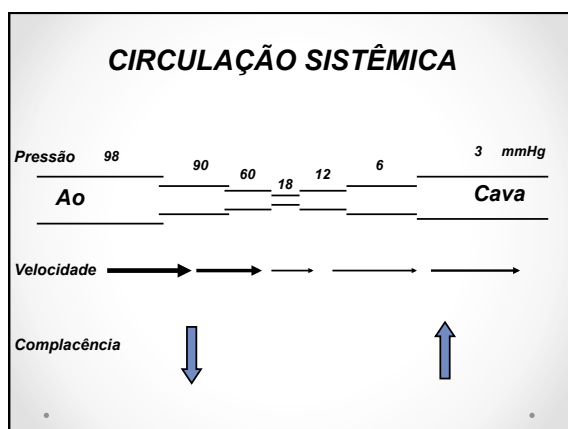 CIRCULAÇÃO SISTÊMICA
Pressão 98 90 60 18 12 6 3 mmHg
Ao Cava
Velocidade
Complacência